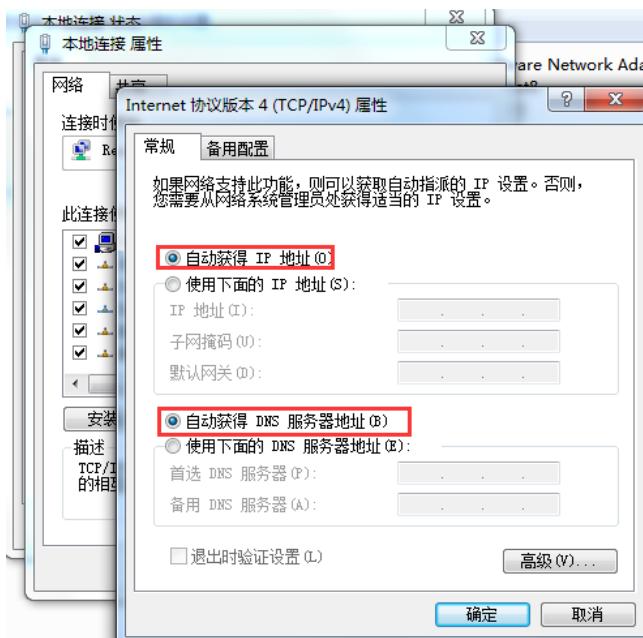 本地连接 状态
本地连接 属性
are Network Ada
网络
共享
Internet 协议版本 4 (TCP/IPv4) 属性
连接时
常规
备用配置
Re
如果网络支持此功能，则可以获取自动指派的 IP 设置。否则，
您需要从网络系统管理员处获得适当的 IP 设置。
此连接
自动获得 IP 地址(O)
使用下面的 IP 地址(S):
IP 地址(I):
子网掩码(U):
默认网关(D):
安装
自动获得 DNS 服务器地址(B)
使用下面的 DNS 服务器地址(E):
描述
TCP/I
的相互
首选 DNS 服务器(P):
备用 DNS 服务器(A):
退出时验证设置(L)
高级(V)...
确定
取消